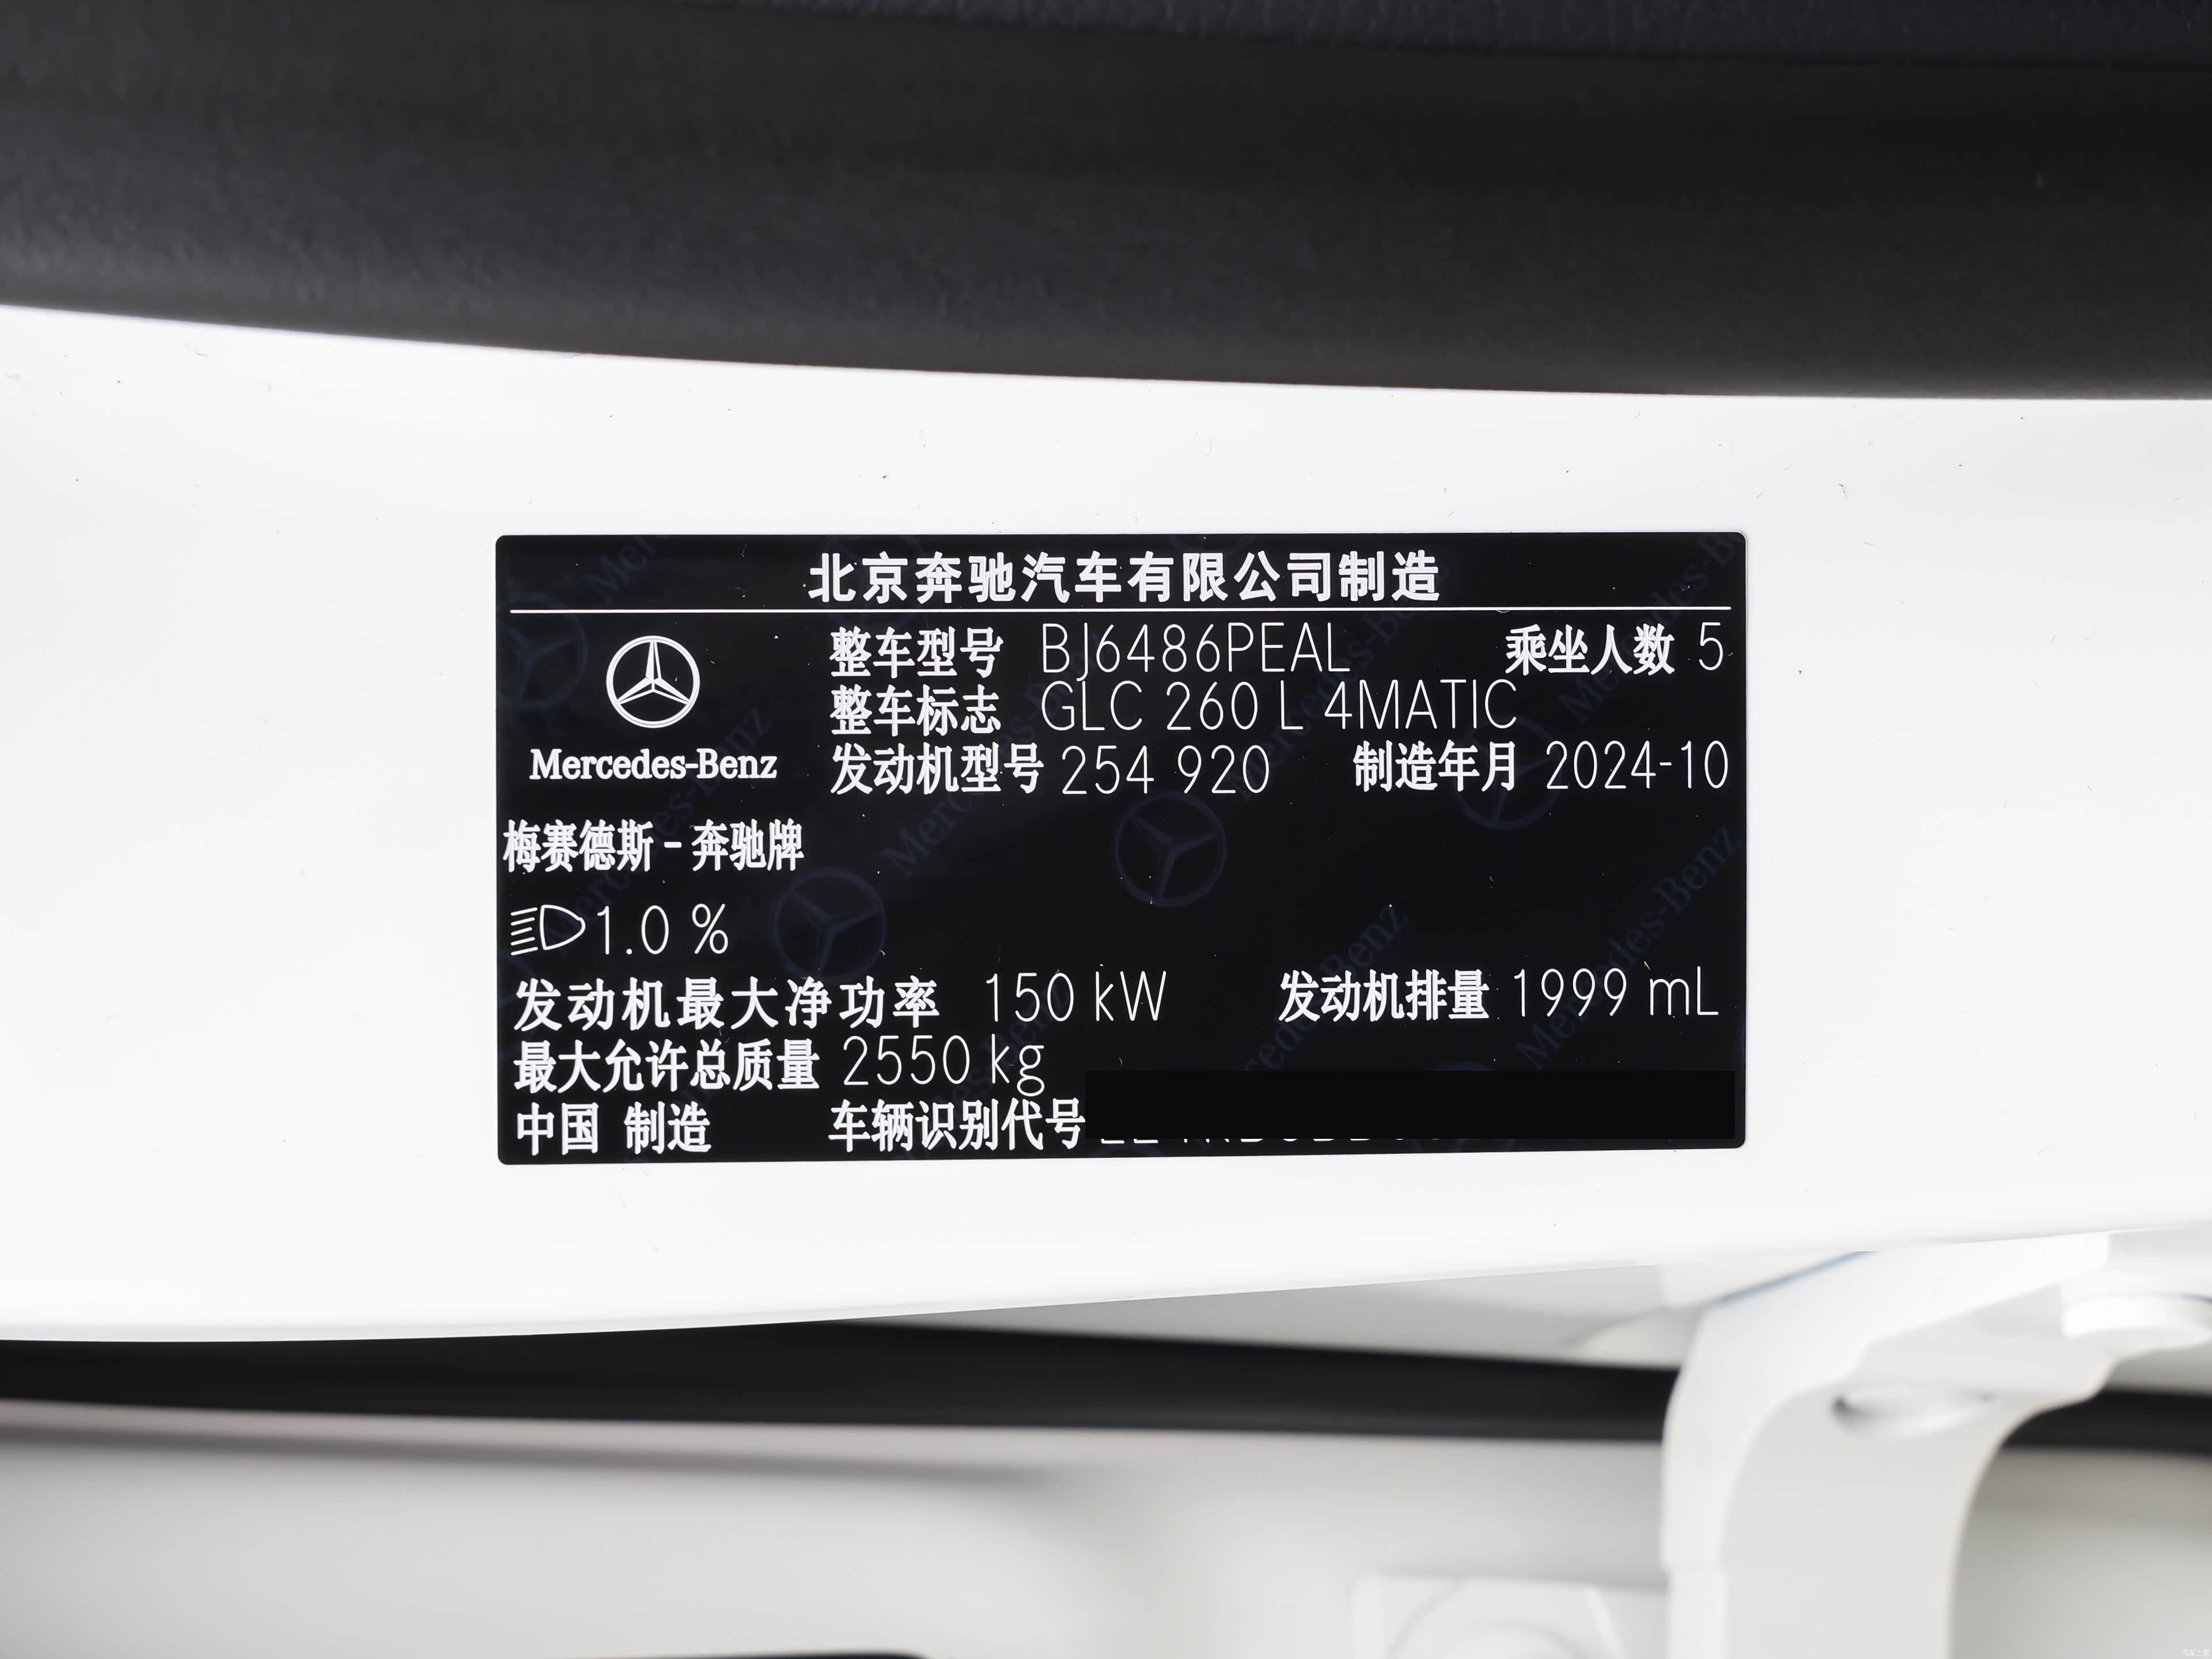 北京奔驰汽车有限公司制造
整车型号 BJ6486PEAL 乘坐人数 5
整车标志 GLC 260 L 4MATIC
Mercedes-Benz 发动机型号 254 920 制造年月 2024-10
梅赛德斯-奔驰牌
1.0 %
发动机最大净功率 150 kW 发动机排量 1999 mL
最大允许总质量 2550 kg
中国 制造 车辆识别代号
汽车之家